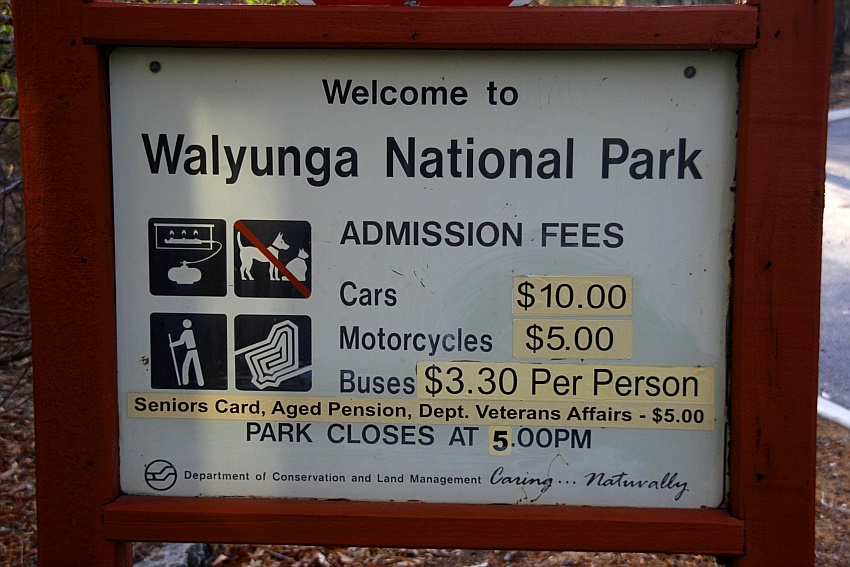 Welcome to
Walyunga National Park
ADMISSION FEES
Cars $10.00
Motorcycles $5.00
Buses $3.30 Per Person
Seniors Card, Aged Pension, Dept. Veterans Affairs - $5.00
PARK CLOSES AT 5.00PM
Department of Conservation and Land Management Caring... Naturally